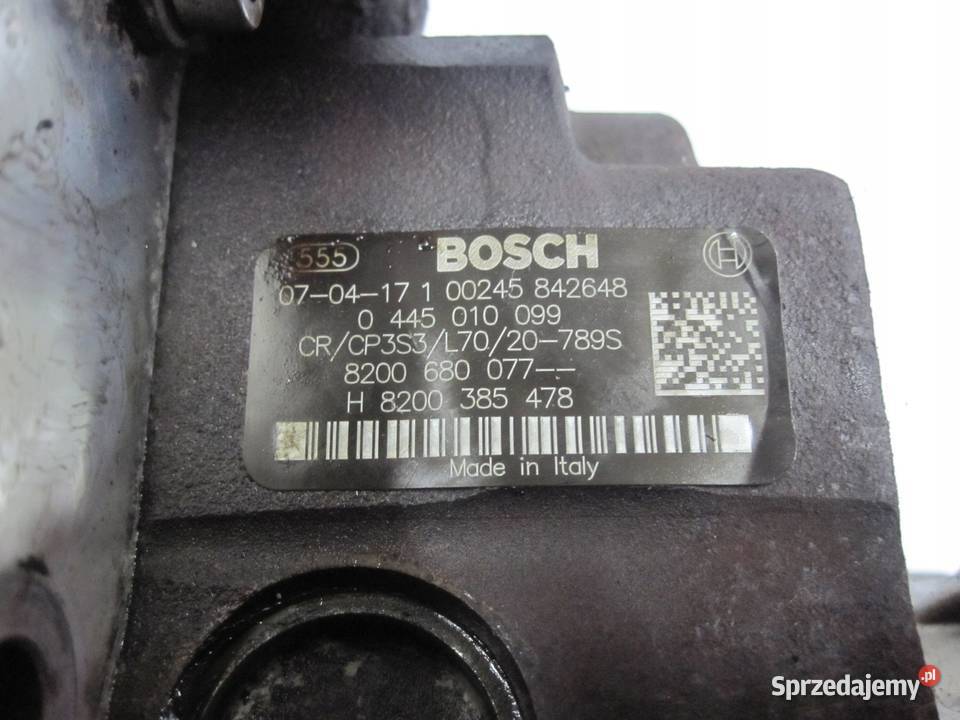 555 BOSCH H
07-04-17 1 00245 842648
0 445 010 099
CR/CP3S3/L70/20-789S
8200 680 077--
H 8200 385 478
Made in Italy
Sprzedajemy.pl